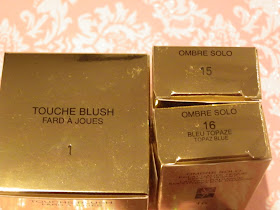 TOUCHE BLUSH
FARD À JOUES
1
OMBRE SOLO
15
OMBRE SOLO
16
BLEU TOPAZE
TOPAZ BLUE